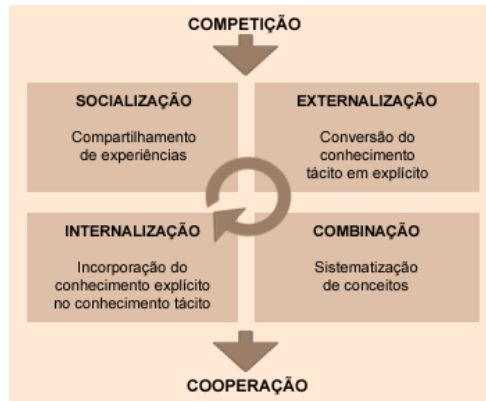 COMPETIÇÃO
SOCIALIZAÇÃO
Compartilhamento
de experiências
EXTERNALIZAÇÃO
Conversão do
conhecimento
tácito em explícito
INTERNALIZAÇÃO
Incorporação do
conhecimento explícito
no conhecimento tácito
COMBINAÇÃO
Sistematização
de conceitos
COOPERAÇÃO